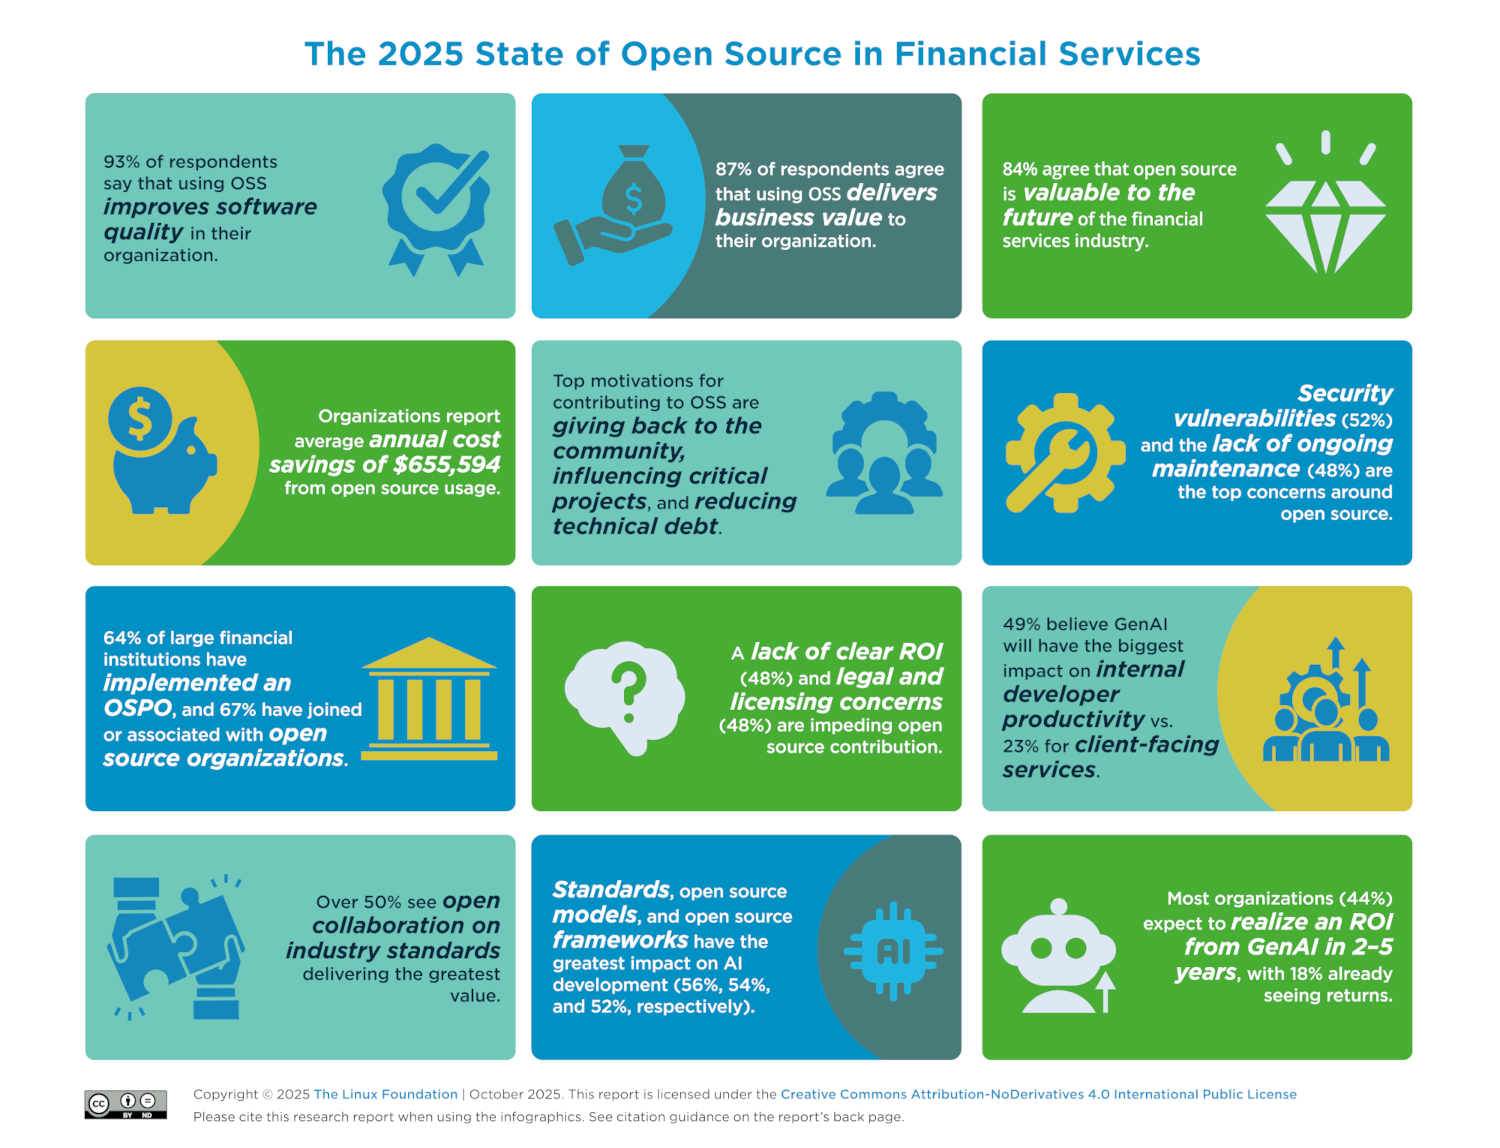 The 2025 State of Open Source in Financial Services
93% of respondents
say that using OSS
improves software
quality in their
organization.
$
87% of respondents agree
that using OSS delivers
business value to
their organization.
84% agree that open source
is valuable to the
future of the financial
services industry.
$
Organizations report
average annual cost
savings of $655,594
from open source usage.
Top motivations for
contributing to OSS are
giving back to the
community,
influencing critical
projects, and reducing
technical debt.
Security
vulnerabilities (52%)
and the lack of ongoing
maintenance (48%) are
the top concerns around
open source.
64% of large financial
institutions have
implemented an
OSPO, and 67% have joined
or associated with open
source organizations.
?
A lack of clear ROI
(48%) and legal and
licensing concerns
(48%) are impeding open
source contribution.
49% believe GenAI
will have the biggest
impact on internal
developer
productivity vs.
23% for client-facing
services.
Over 50% see open
collaboration on
industry standards
delivering the greatest
value.
Standards, open source
models, and open source
frameworks have the
greatest impact on AI
development (56%, 54%,
and 52%, respectively).
AI
Most organizations (44%)
expect to realize an ROI
from GenAI in 2–5
years, with 18% already
seeing returns.
cc BY ND
Copyright © 2025 The Linux Foundation | October 2025. This report is licensed under the Creative Commons Attribution-NoDerivatives 4.0 International Public License
Please cite this research report when using the infographics. See citation guidance on the report's back page.